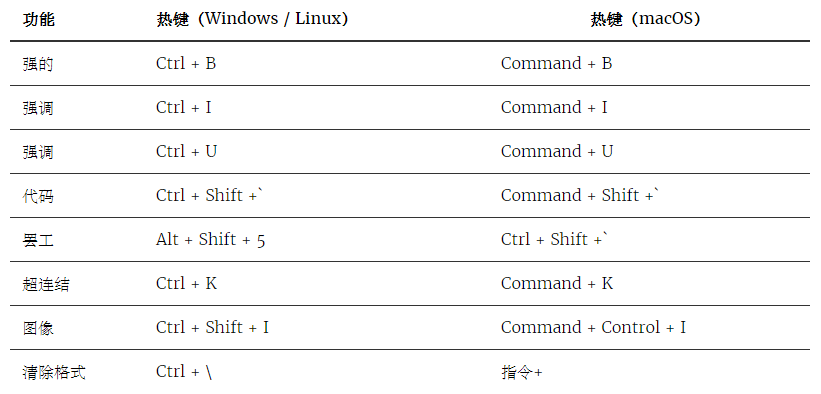 功能 热键（Windows / Linux） 热键（macOS）
强的 Ctrl + B Command + B
强调 Ctrl + I Command + I
强调 Ctrl + U Command + U
代码 Ctrl + Shift +` Command + Shift +`
罢工 Alt + Shift + 5 Ctrl + Shift +`
超连结 Ctrl + K Command + K
图像 Ctrl + Shift + I Command + Control + I
清除格式 Ctrl + \ 指令+